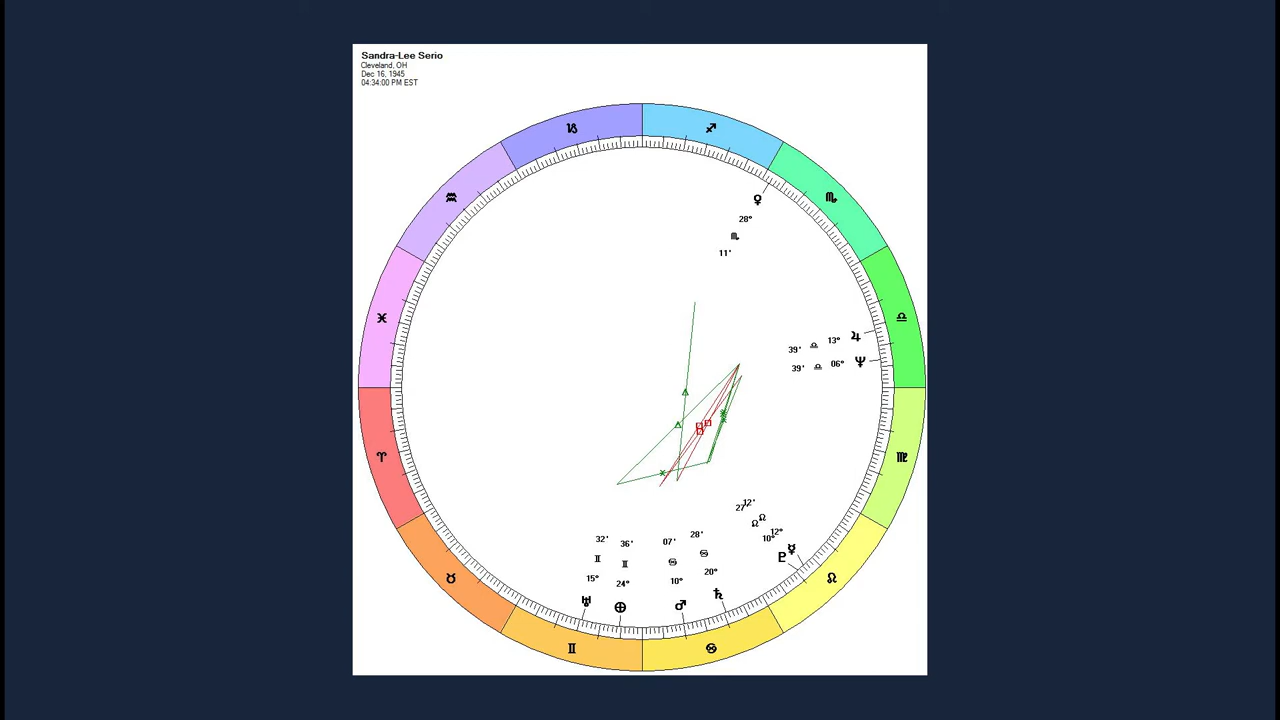 Sandra-Lee Serio
Cleveland, OH
Dec 16, 1945
04:34:00 PM EST
♑ ♐
♒ ♏
♀
28°
♏
11'
♓ ♎
39' ♎ 13° ♃
39' ♎ 06° ♆
♈ ♍
27' 12'
♌ ♌
10° 12°
♇ ☿
32' 36' 07' 28'
♊ ♊ ♋ ♋
15° 24° 10° 20°
♅ ⊕ ♂ ♄
♉ ♌
♊ ♋